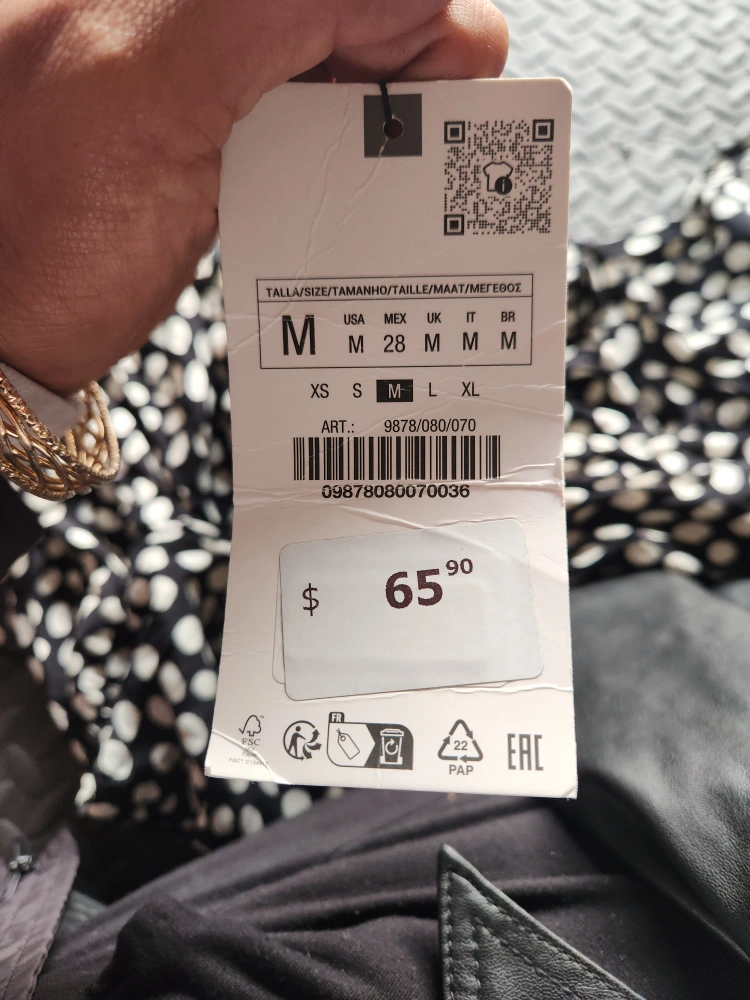 TALLA/SIZE/TAMANHO/TAILLE/MAAT/ΜΕΓΕΘΟΣ
M
USA MEX UK IT BR
M 28 M M M
XS S M L XL
ART.: 9878/080/070
09878080070036
$ 65 90
FSC
FR
22
PAP
EAC